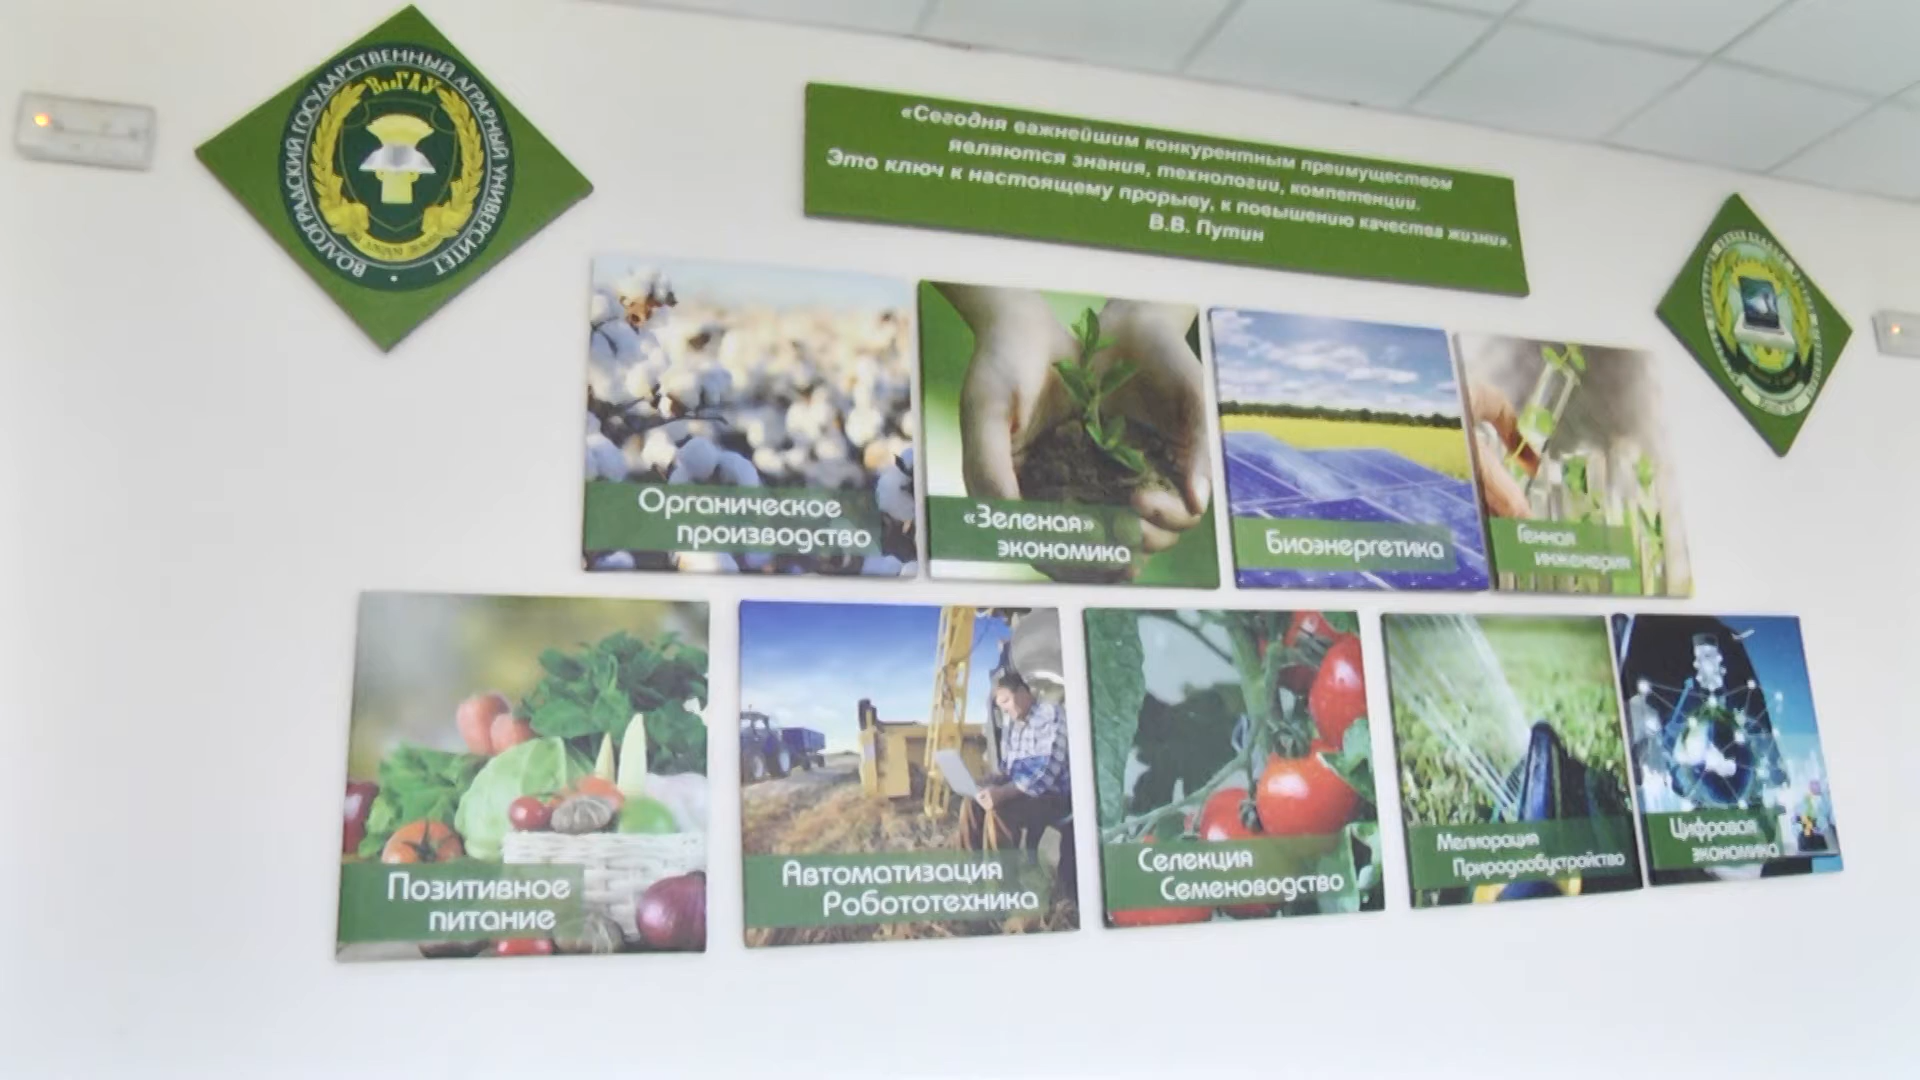 ВОЛГОГРАДСКИЙ ГОСУДАРСТВЕННЫЙ АГРАРНЫЙ УНИВЕРСИТЕТ
ВолГАУ
«Сегодня важнейшим конкурентным преимуществом
являются знания, технологии, компетенции.
Это ключ к настоящему прорыву, к повышению качества жизни».
В.В. Путин
Органическое
производство
«Зеленая»
экономика
Биоэнергетика
Генная
инженерия
Позитивное
питание
Автоматизация
Робототехника
Селекция
Семеноводство
Мелиорация
Природообустройство
Цифровая
экономика